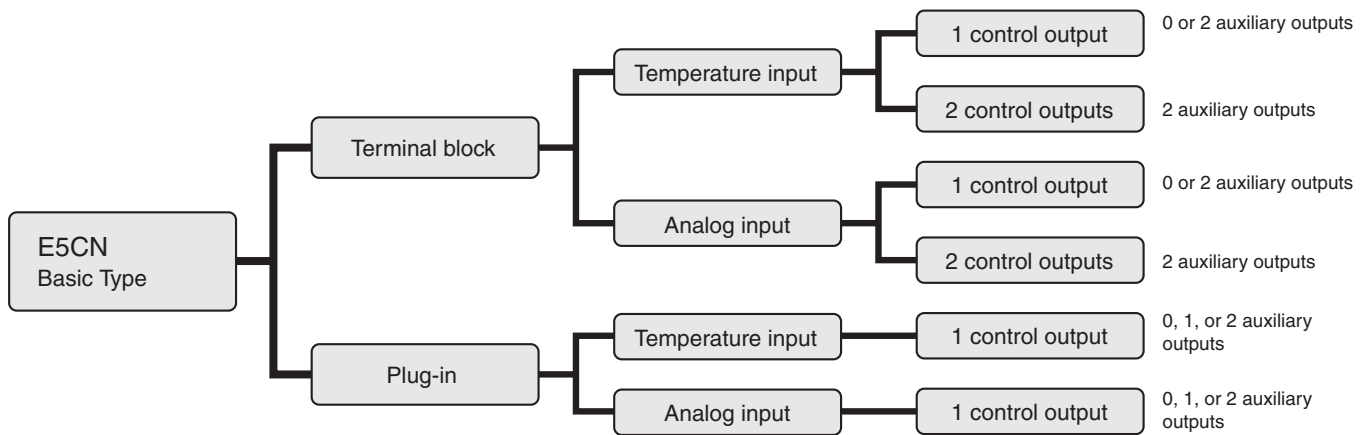 E5CN
Basic Type
Terminal block
Temperature input
1 control output
0 or 2 auxiliary outputs
2 control outputs
2 auxiliary outputs
Analog input
1 control output
0 or 2 auxiliary outputs
2 control outputs
2 auxiliary outputs
Plug-in
Temperature input
1 control output
0, 1, or 2 auxiliary
outputs
Analog input
1 control output
0, 1, or 2 auxiliary
outputs